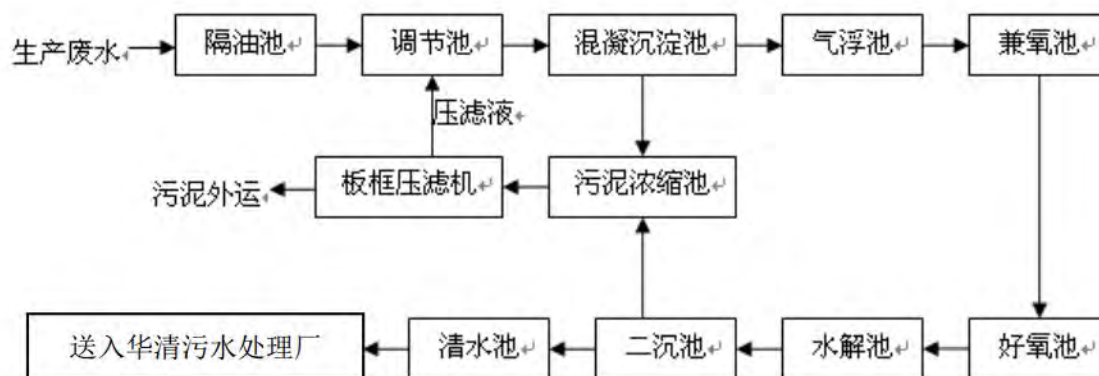 生产废水
隔油池
调节池
混凝沉淀池
气浮池
兼氧池
压滤液
污泥外运
板框压滤机
污泥浓缩池
送入华清污水处理厂
清水池
二沉池
水解池
好氧池